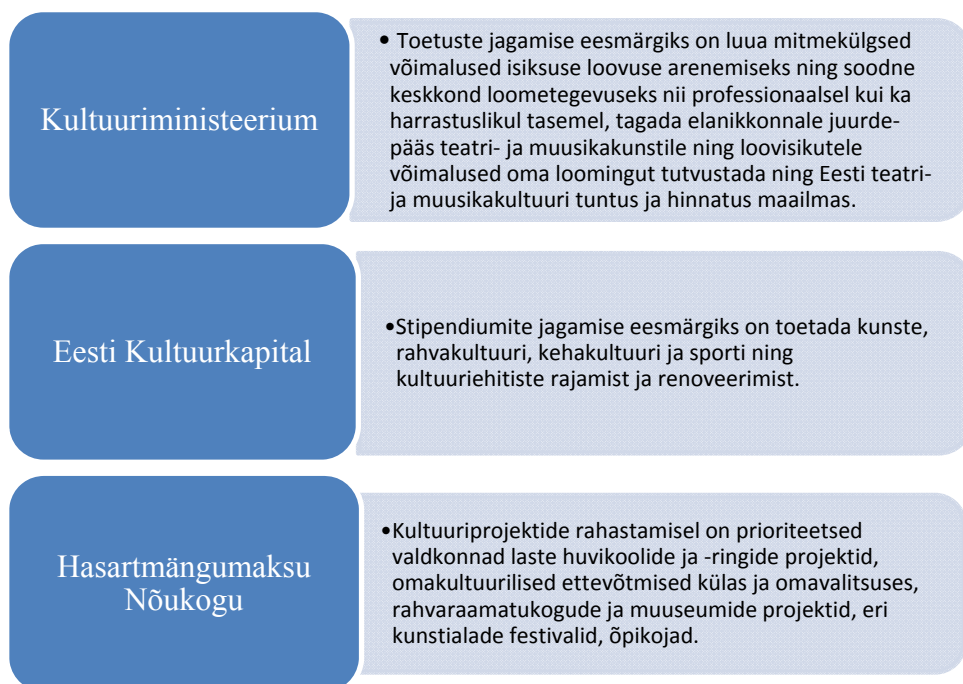 Kultuuriministeerium
• Toetuste jagamise eesmärgiks on luua mitmekülgsed
võimalused isiksuse loovuse arenemiseks ning soodne
keskkond loometegevuseks nii professionaalsel kui ka
harrastuslikul tasemel, tagada elanikkonnale juurde-
pääs teatri- ja muusikakunstile ning loovisikutele
võimalused oma loomingut tutvustada ning Eesti teatri-
ja muusikakultuuri tuntus ja hinnatus maailmas.
Eesti Kultuurkapital
•Stipendiumite jagamise eesmärgiks on toetada kunste,
rahvakultuuri, kehakultuuri ja sporti ning
kultuuriehitiste rajamist ja renoveerimist.
Hasartmängumaksu
Nõukogu
•Kultuuriprojektide rahastamisel on prioriteetsed
valdkonnad laste huvikoolide ja -ringide projektid,
omakultuurilised ettevõtmised külas ja omavalitsuses,
rahvaraamatukogude ja muuseumide projektid, eri
kunstialade festivalid, õpikojad.